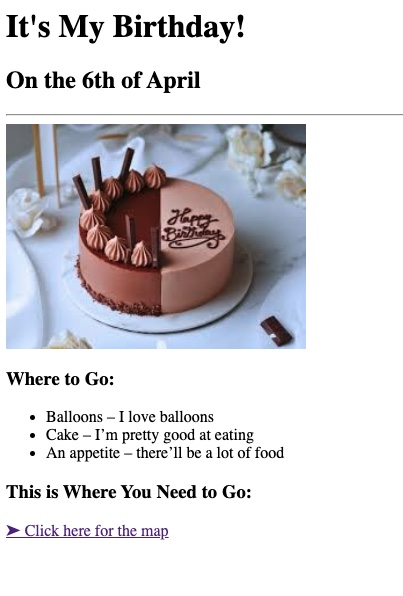 It's My Birthday!
On the 6th of April
Happy
Birthday
Where to Go:
• Balloons – I love balloons
• Cake – I’m pretty good at eating
• An appetite – there’ll be a lot of food
This is Where You Need to Go:
➤ Click here for the map